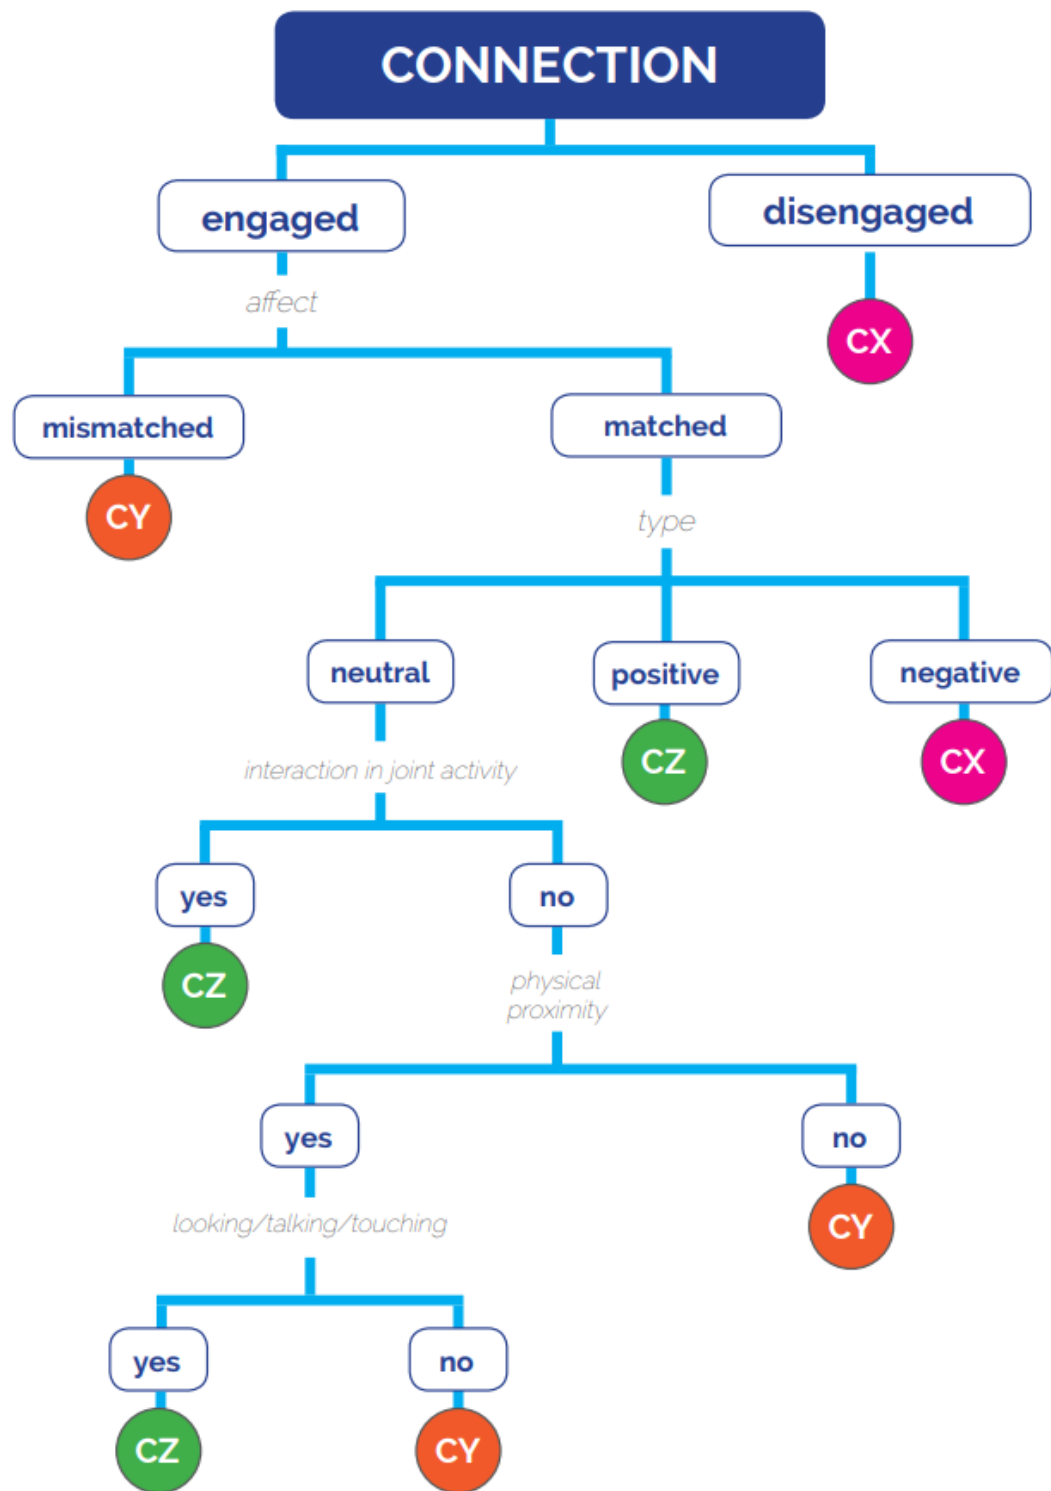 CONNECTION
engaged
disengaged
affect
CX
mismatched
matched
CY
type
neutral
positive
negative
interaction in joint activity
CZ
CX
yes
no
CZ
physical
proximity
yes
no
looking/talking/touching
CY
yes
no
CZ
CY